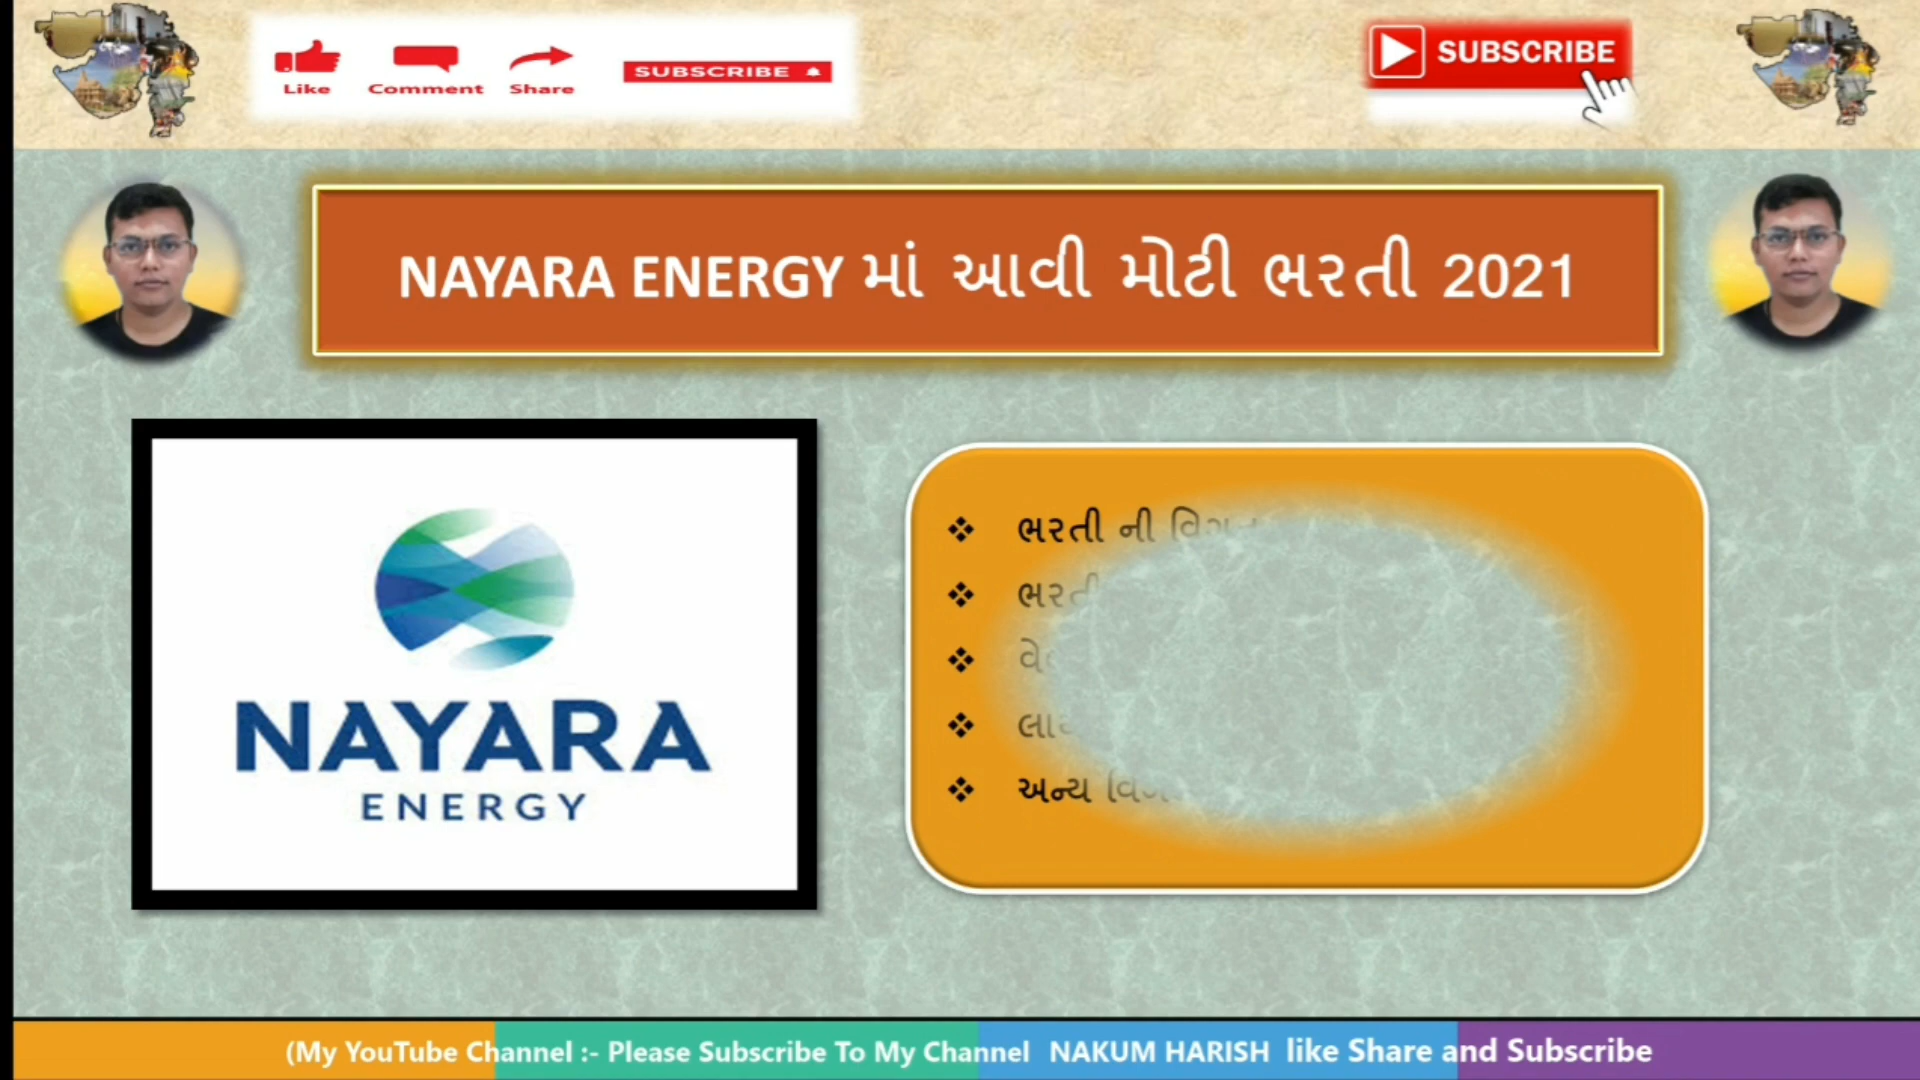 Like Comment Share SUBSCRIBE
SUBSCRIBE
NAYARA ENERGY માં આવી મોટી ભરતી 2021
NAYARA
ENERGY
❖ ભરતી ની
❖
❖
❖
❖ અન્ય
(My YouTube Channel :- Please Subscribe To My Channel NAKUM HARISH like Share and Subscribe